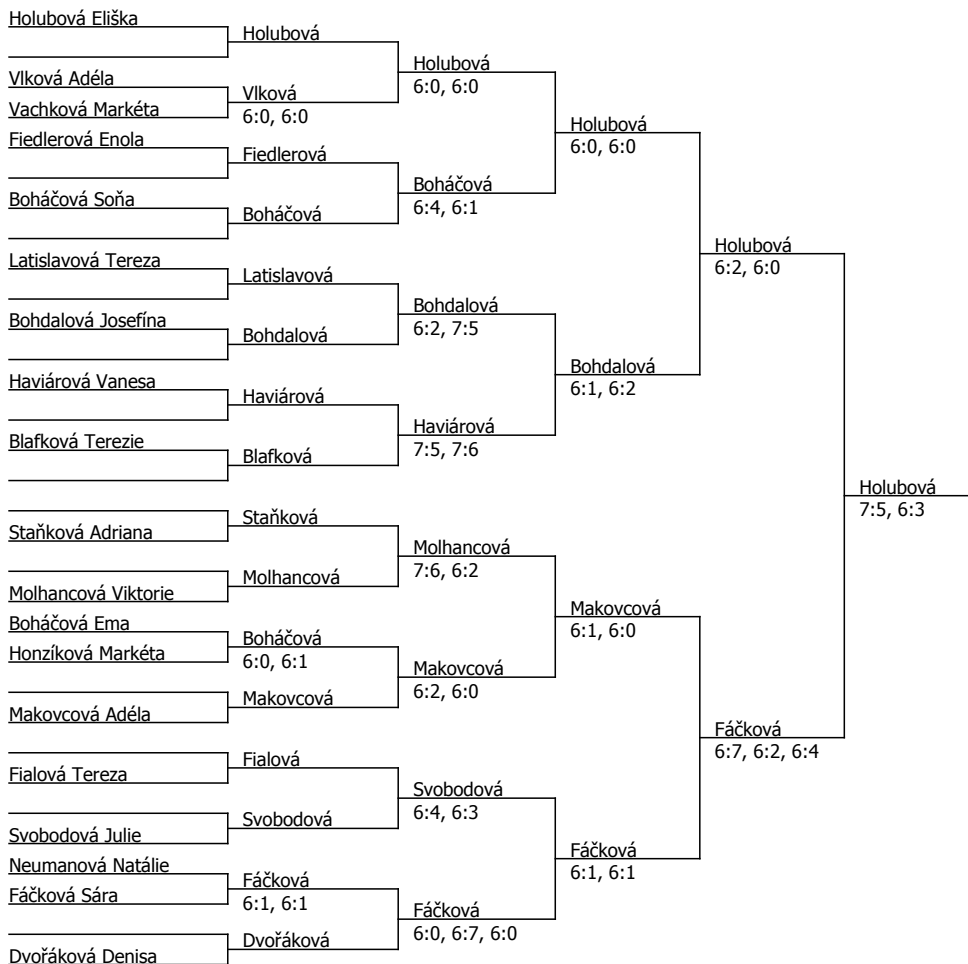 Holubová Eliška
Vlková Adéla
Vachková Markéta
Fiedlerová Enola
Boháčová Soňa
Latislavová Tereza
Bohdalová Josefína
Haviárová Vanesa
Blafková Terezie
Staňková Adriana
Molhancová Viktorie
Boháčová Ema
Honzíková Markéta
Makovcová Adéla
Fialová Tereza
Svobodová Julie
Neumanová Natálie
Fáčková Sára
Dvořáková Denisa
Holubová
Vlková
6:0, 6:0
Fiedlerová
Boháčová
Latislavová
Bohdalová
Haviárová
Blafková
Staňková
Molhancová
Boháčová
6:0, 6:1
Makovcová
Fialová
Svobodová
Fáčková
6:1, 6:1
Dvořáková
Holubová
6:0, 6:0
Boháčová
6:4, 6:1
Bohdalová
6:2, 7:5
Haviárová
7:5, 7:6
Molhancová
7:6, 6:2
Makovcová
6:2, 6:0
Svobodová
6:4, 6:3
Fáčková
6:0, 6:7, 6:0
Holubová
6:0, 6:0
Bohdalová
6:1, 6:2
Makovcová
6:1, 6:0
Fáčková
6:1, 6:1
Holubová
6:2, 6:0
Fáčková
6:7, 6:2, 6:4
Holubová
7:5, 6:3